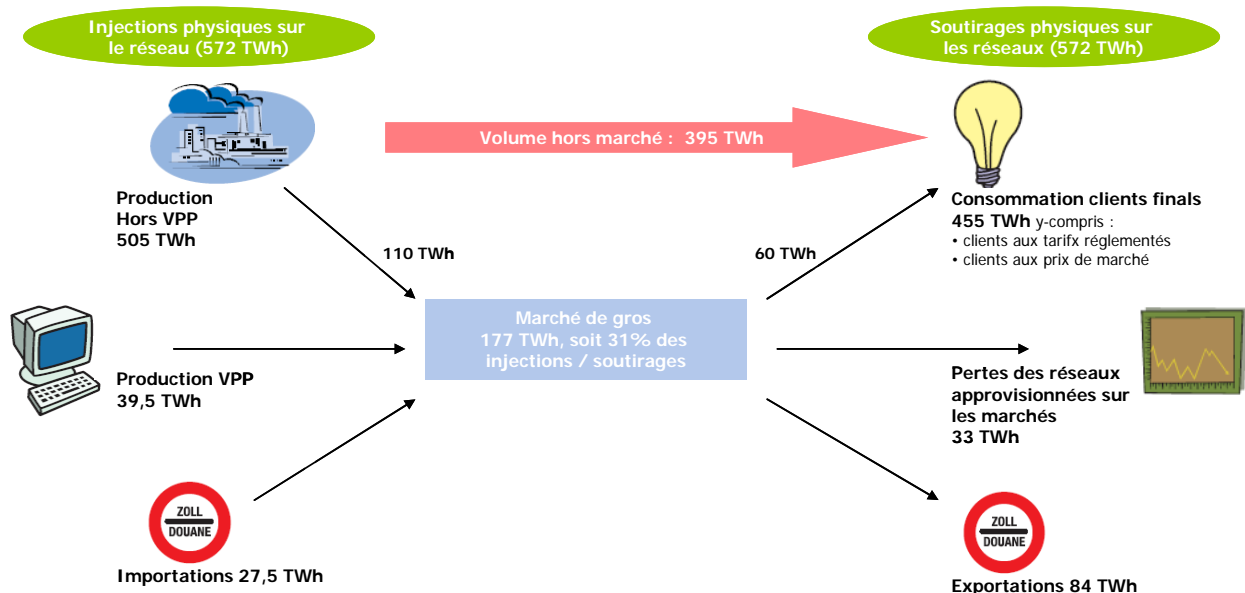 Injections physiques sur
le réseau (572 TWh)
Soutirages physiques sur
les réseaux (572 TWh)
Volume hors marché : 395 TWh
Production
Hors VPP
505 TWh
Consommation clients finals
455 TWh y-compris :
• clients aux tarifx réglementés
• clients aux prix de marché
110 TWh
60 TWh
Marché de gros
177 TWh, soit 31% des
injections / soutirages
Production VPP
39,5 TWh
Pertes des réseaux
approvisionnées sur
les marchés
33 TWh
ZOLL
DOUANE
Importations 27,5 TWh
ZOLL
DOUANE
Exportations 84 TWh